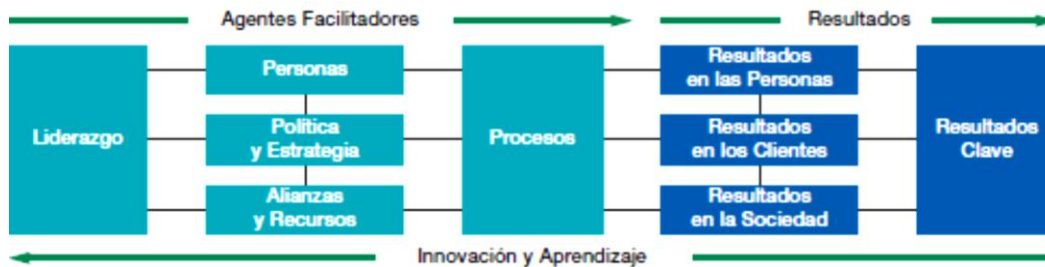 Agentes Facilitadores
Resultados
Liderazgo
Personas
Política
y Estrategia
Alianzas
y Recursos
Procesos
Resultados
en las Personas
Resultados
en los Clientes
Resultados
en la Sociedad
Resultados
Clave
Innovación y Aprendizaje